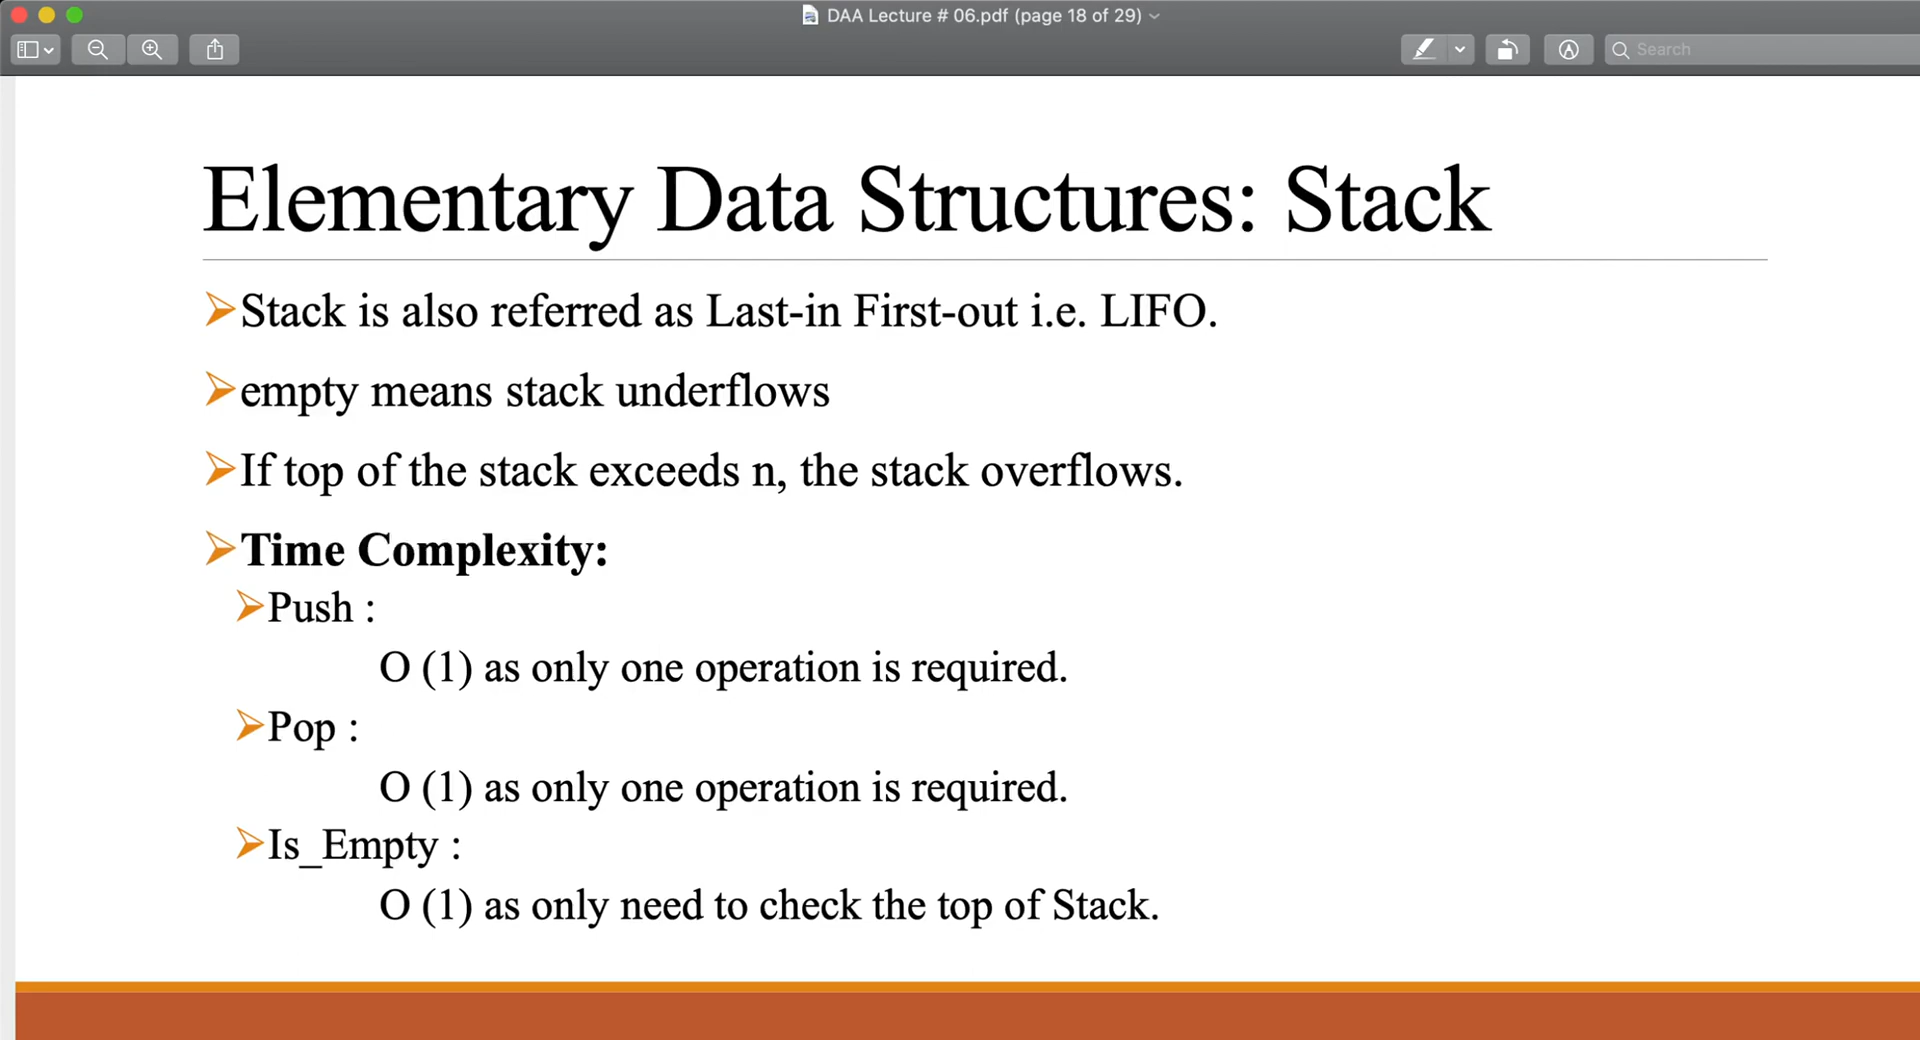 DAA Lecture # 06.pdf (page 18 of 29)
Search
Elementary Data Structures: Stack
Stack is also referred as Last-in First-out i.e. LIFO.
empty means stack underflows
If top of the stack exceeds n, the stack overflows.
Time Complexity:
Push :
O (1) as only one operation is required.
Pop :
O (1) as only one operation is required.
Is_Empty :
O (1) as only need to check the top of Stack.